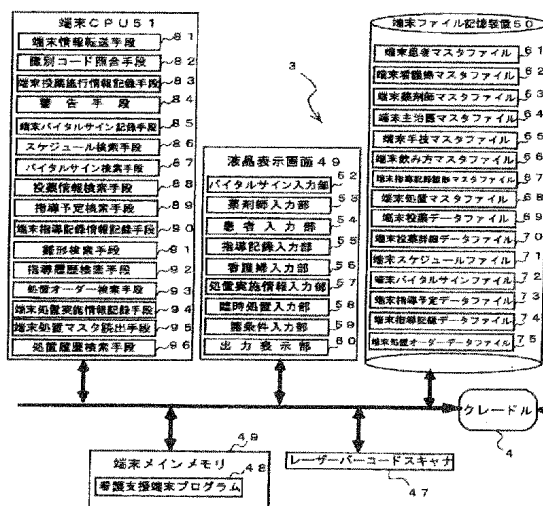 端末CPU51
端末情報転送手段 81
識別コード照合手段 82
端末投薬施行情報記録手段 83
警告手段 84
端末バイタルサイン記録手段 85
スケジュール検索手段 86
バイタルサイン検索手段 87
投薬情報検索手段 88
指導予定検索手段 89
端末指導記録情報記録手段 90
雛形検索手段 91
指導履歴検索手段 92
処置オーダー検索手段 93
端末処置実施情報記録手段 94
端末処置マスタ読出手段 95
処置履歴検索手段 96
3
液晶表示画面49
バイタルサイン入力部 52
薬剤師入力部 53
患者入力部 54
指導記録入力部 55
看護婦入力部 56
処置実施情報入力部 57
臨時処置入力部 58
諸条件入力部 59
出力表示部 60
端末ファイル記憶装置50
端末患者マスタファイル 61
端末看護婦マスタファイル 62
端末薬剤師マスタファイル 63
端末主治医マスタファイル 64
端末手技マスタファイル 65
端末飲み方マスタファイル 66
端末指導記録雛形マスタファイル 67
端末処置マスタファイル 68
端末投薬データファイル 69
端末投薬詳細データファイル 70
端末スケジュールファイル 71
端末バイタルサインファイル 72
端末指導予定データファイル 73
端末指導記録データファイル 74
端末処置オーダーデータファイル 75
クレードル
4
49
端末メインメモリ 48
看護支援端末プログラム
レーザーバーコードスキャナ
47